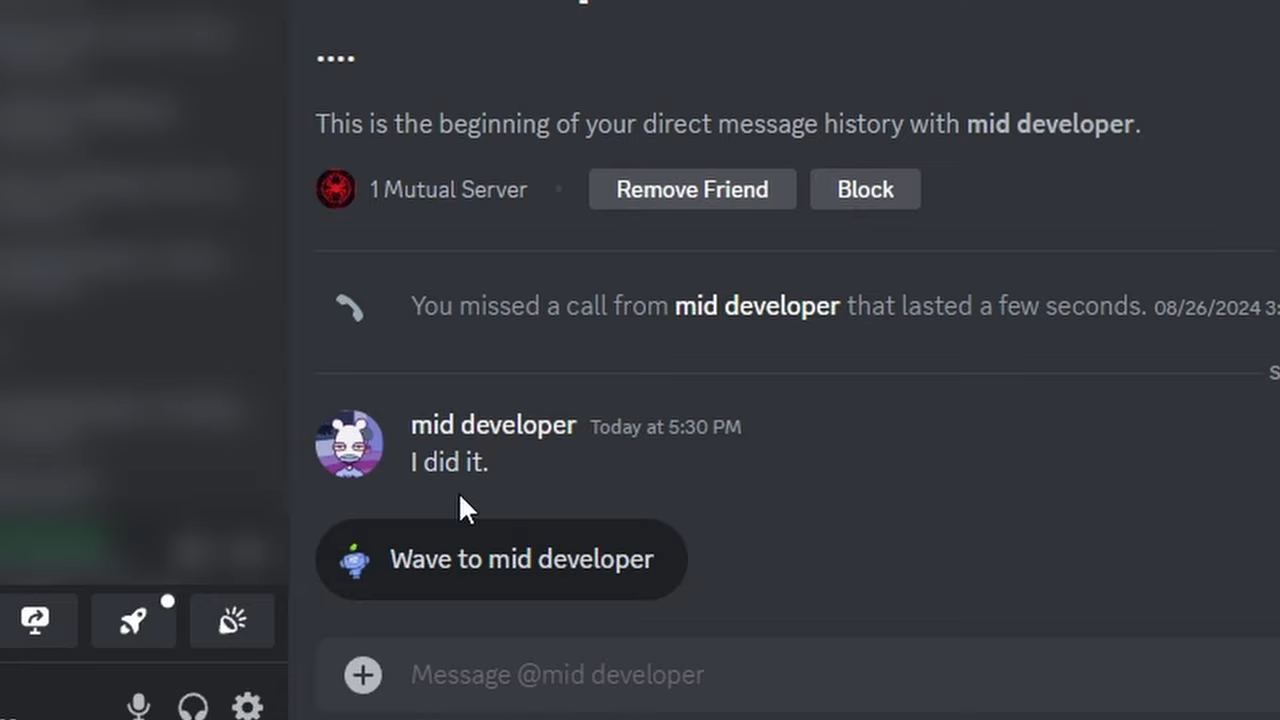 ....
This is the beginning of your direct message history with mid developer.
1 Mutual Server
Remove Friend
Block
You missed a call from mid developer that lasted a few seconds. 08/26/2024 3:
S
mid developer Today at 5:30 PM
I did it.
Wave to mid developer
Message @mid developer